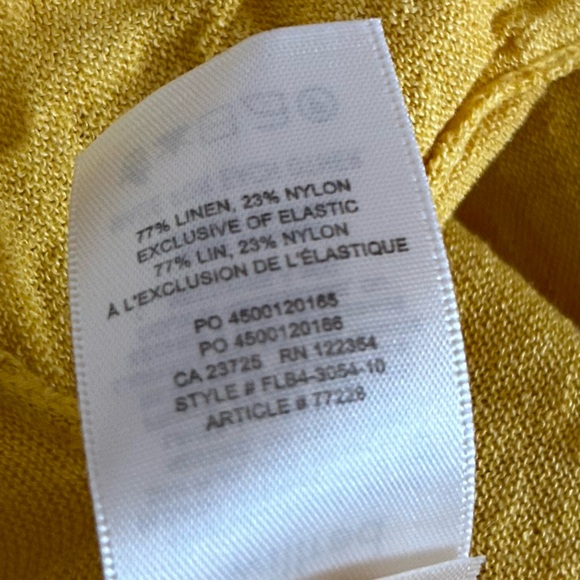 77% LINEN, 23% NYLON
EXCLUSIVE OF ELASTIC
77% LIN, 23% NYLON
À L'EXCLUSION DE L'ÉLASTIQUE
PO 4500120165
PO 4500120166
CA 23725 RN 122354
STYLE # FLB4-3054-10
ARTICLE # 77228